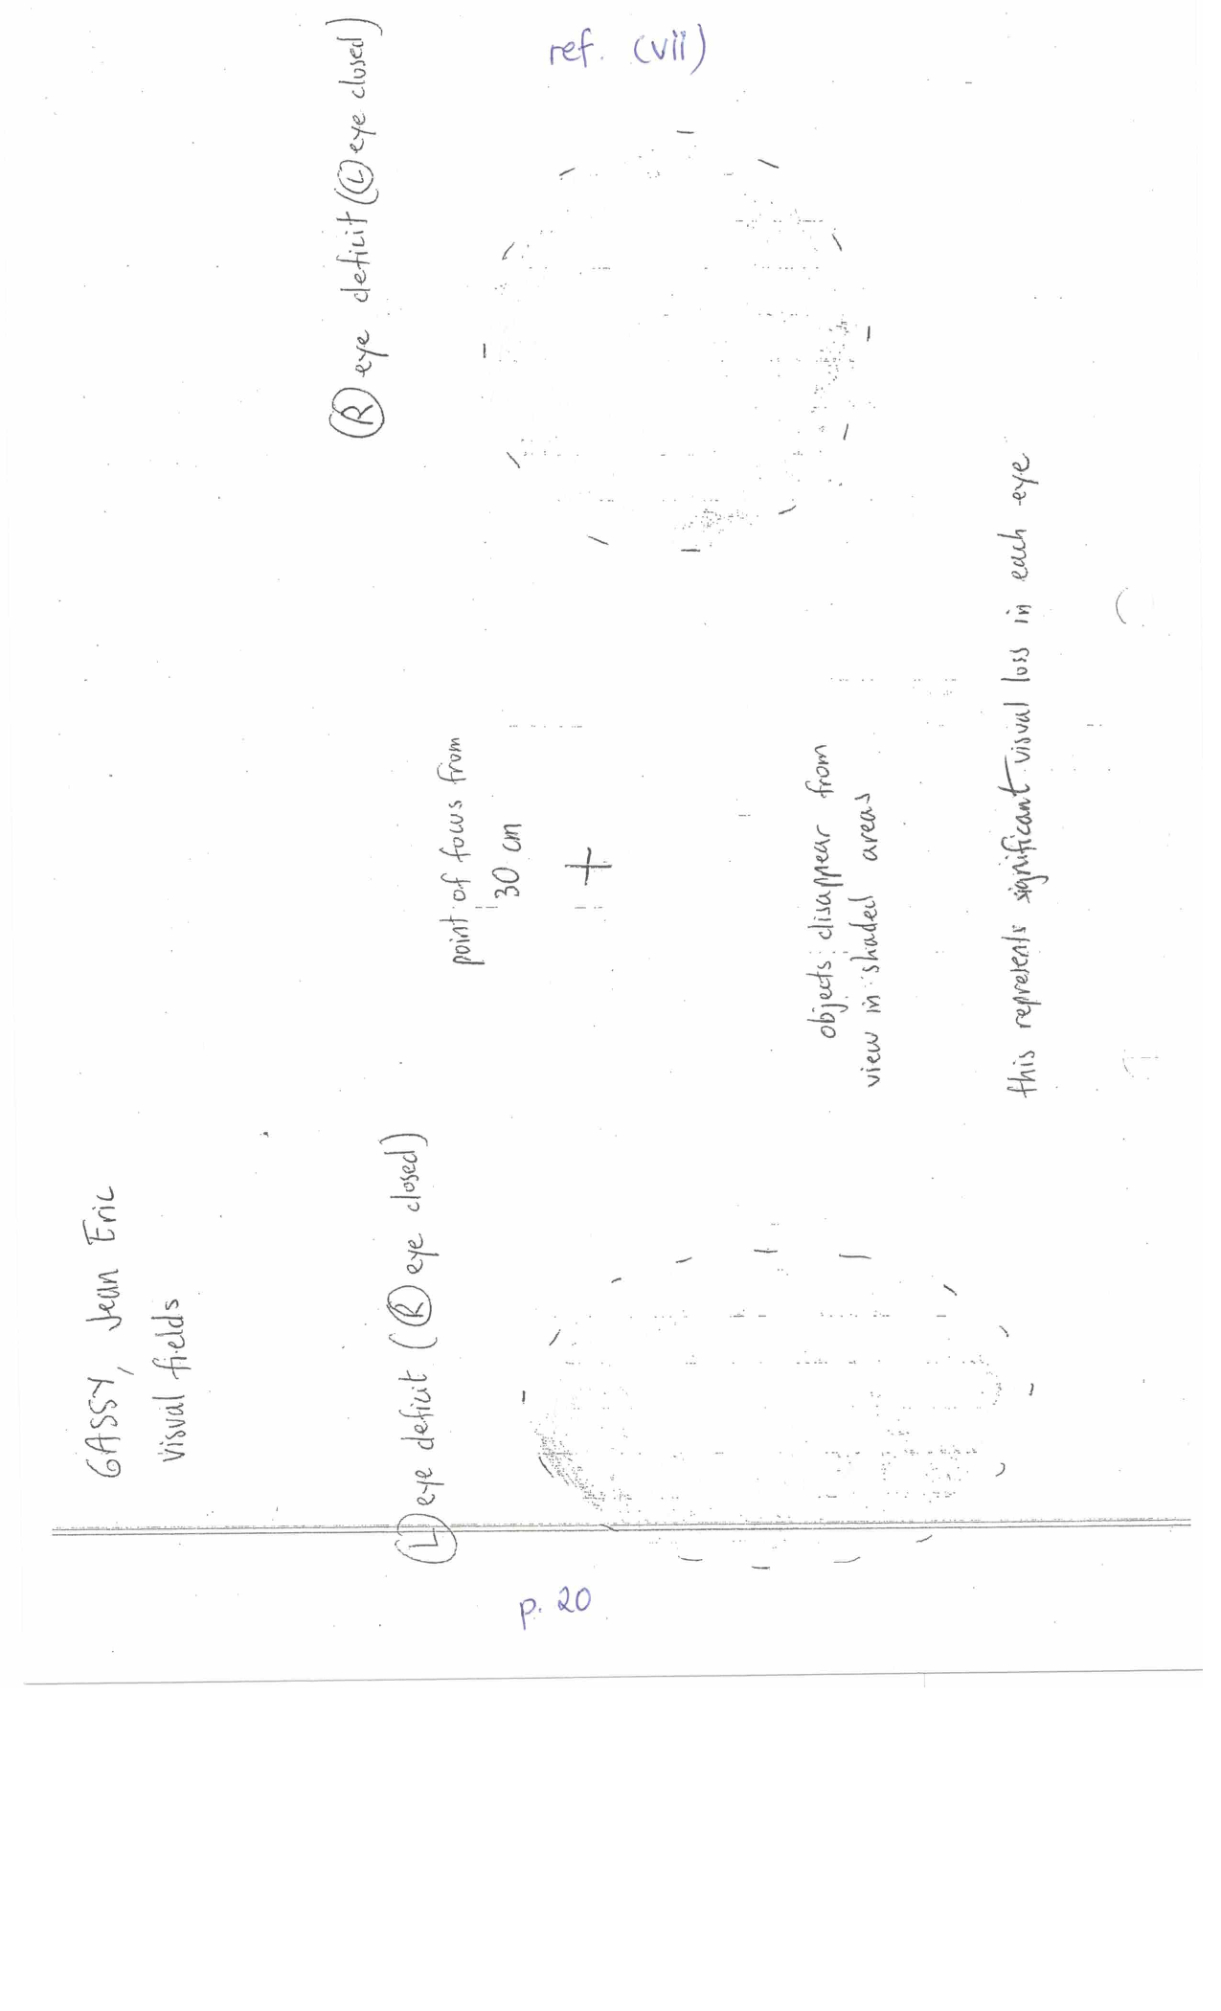 ref. (vii)
GASSY, Jean Eric
visual fields
(L) eye deficit ((R) eye closed)
(R) eye deficit ((L) eye closed)
point of focus from
30 cm
+
objects disappear from
view in shaded areas
this represents significant visual loss in each eye
p. 20